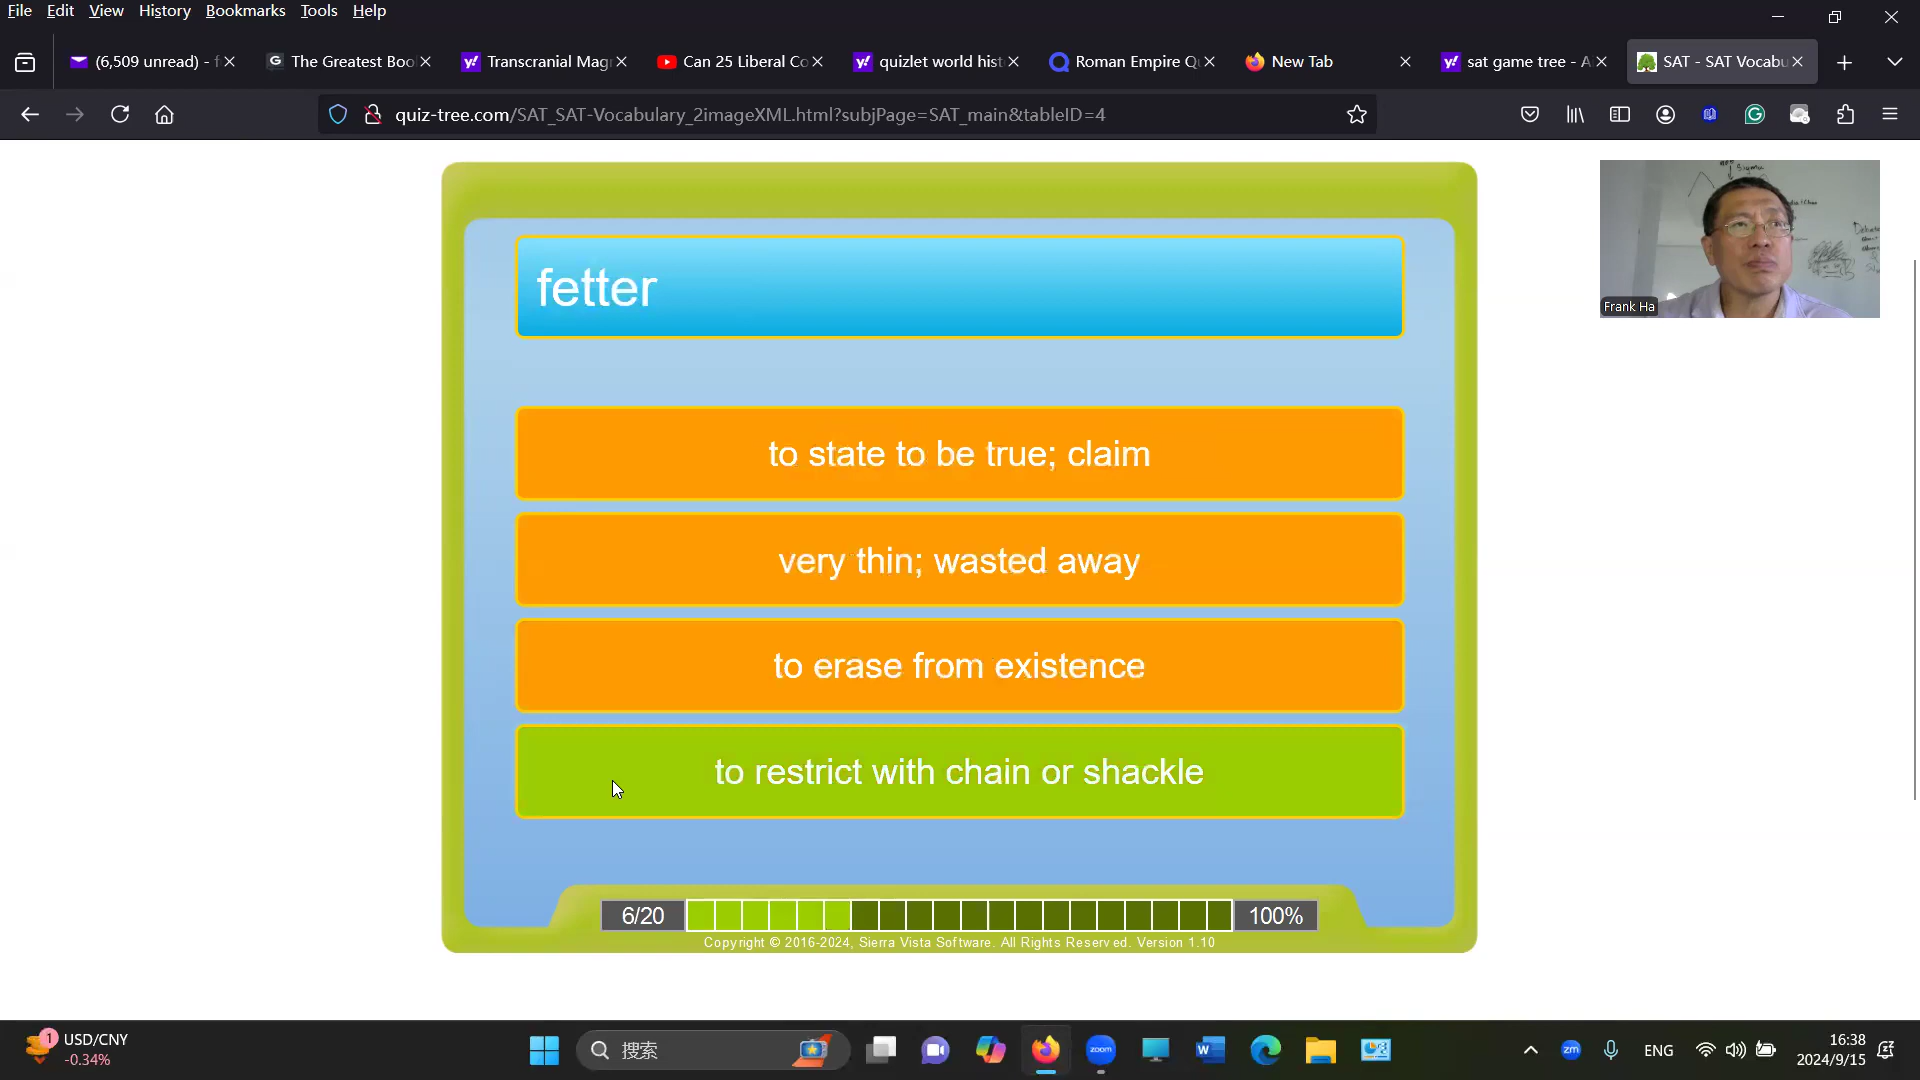 File Edit View History Bookmarks Tools Help
(6,509 unread) - f
The Greatest Boo
Transcranial Mag
Can 25 Liberal Co
quizlet world hist
Roman Empire Q
New Tab
sat game tree - A
SAT - SAT Vocabu
quiz-tree.com/SAT_SAT-Vocabulary_2imageXML.html?subjPage=SAT_main&tableID=4
fetter
Frank Ha
to state to be true; claim
very thin; wasted away
to erase from existence
to restrict with chain or shackle
6/20
100%
Copyright © 2016-2024, Sierra Vista Software. All Rights Reserved. Version 1.10
1
USD/CNY
-0.34%
搜索
zoom
W
zm
ENG
16:38
2024/9/15